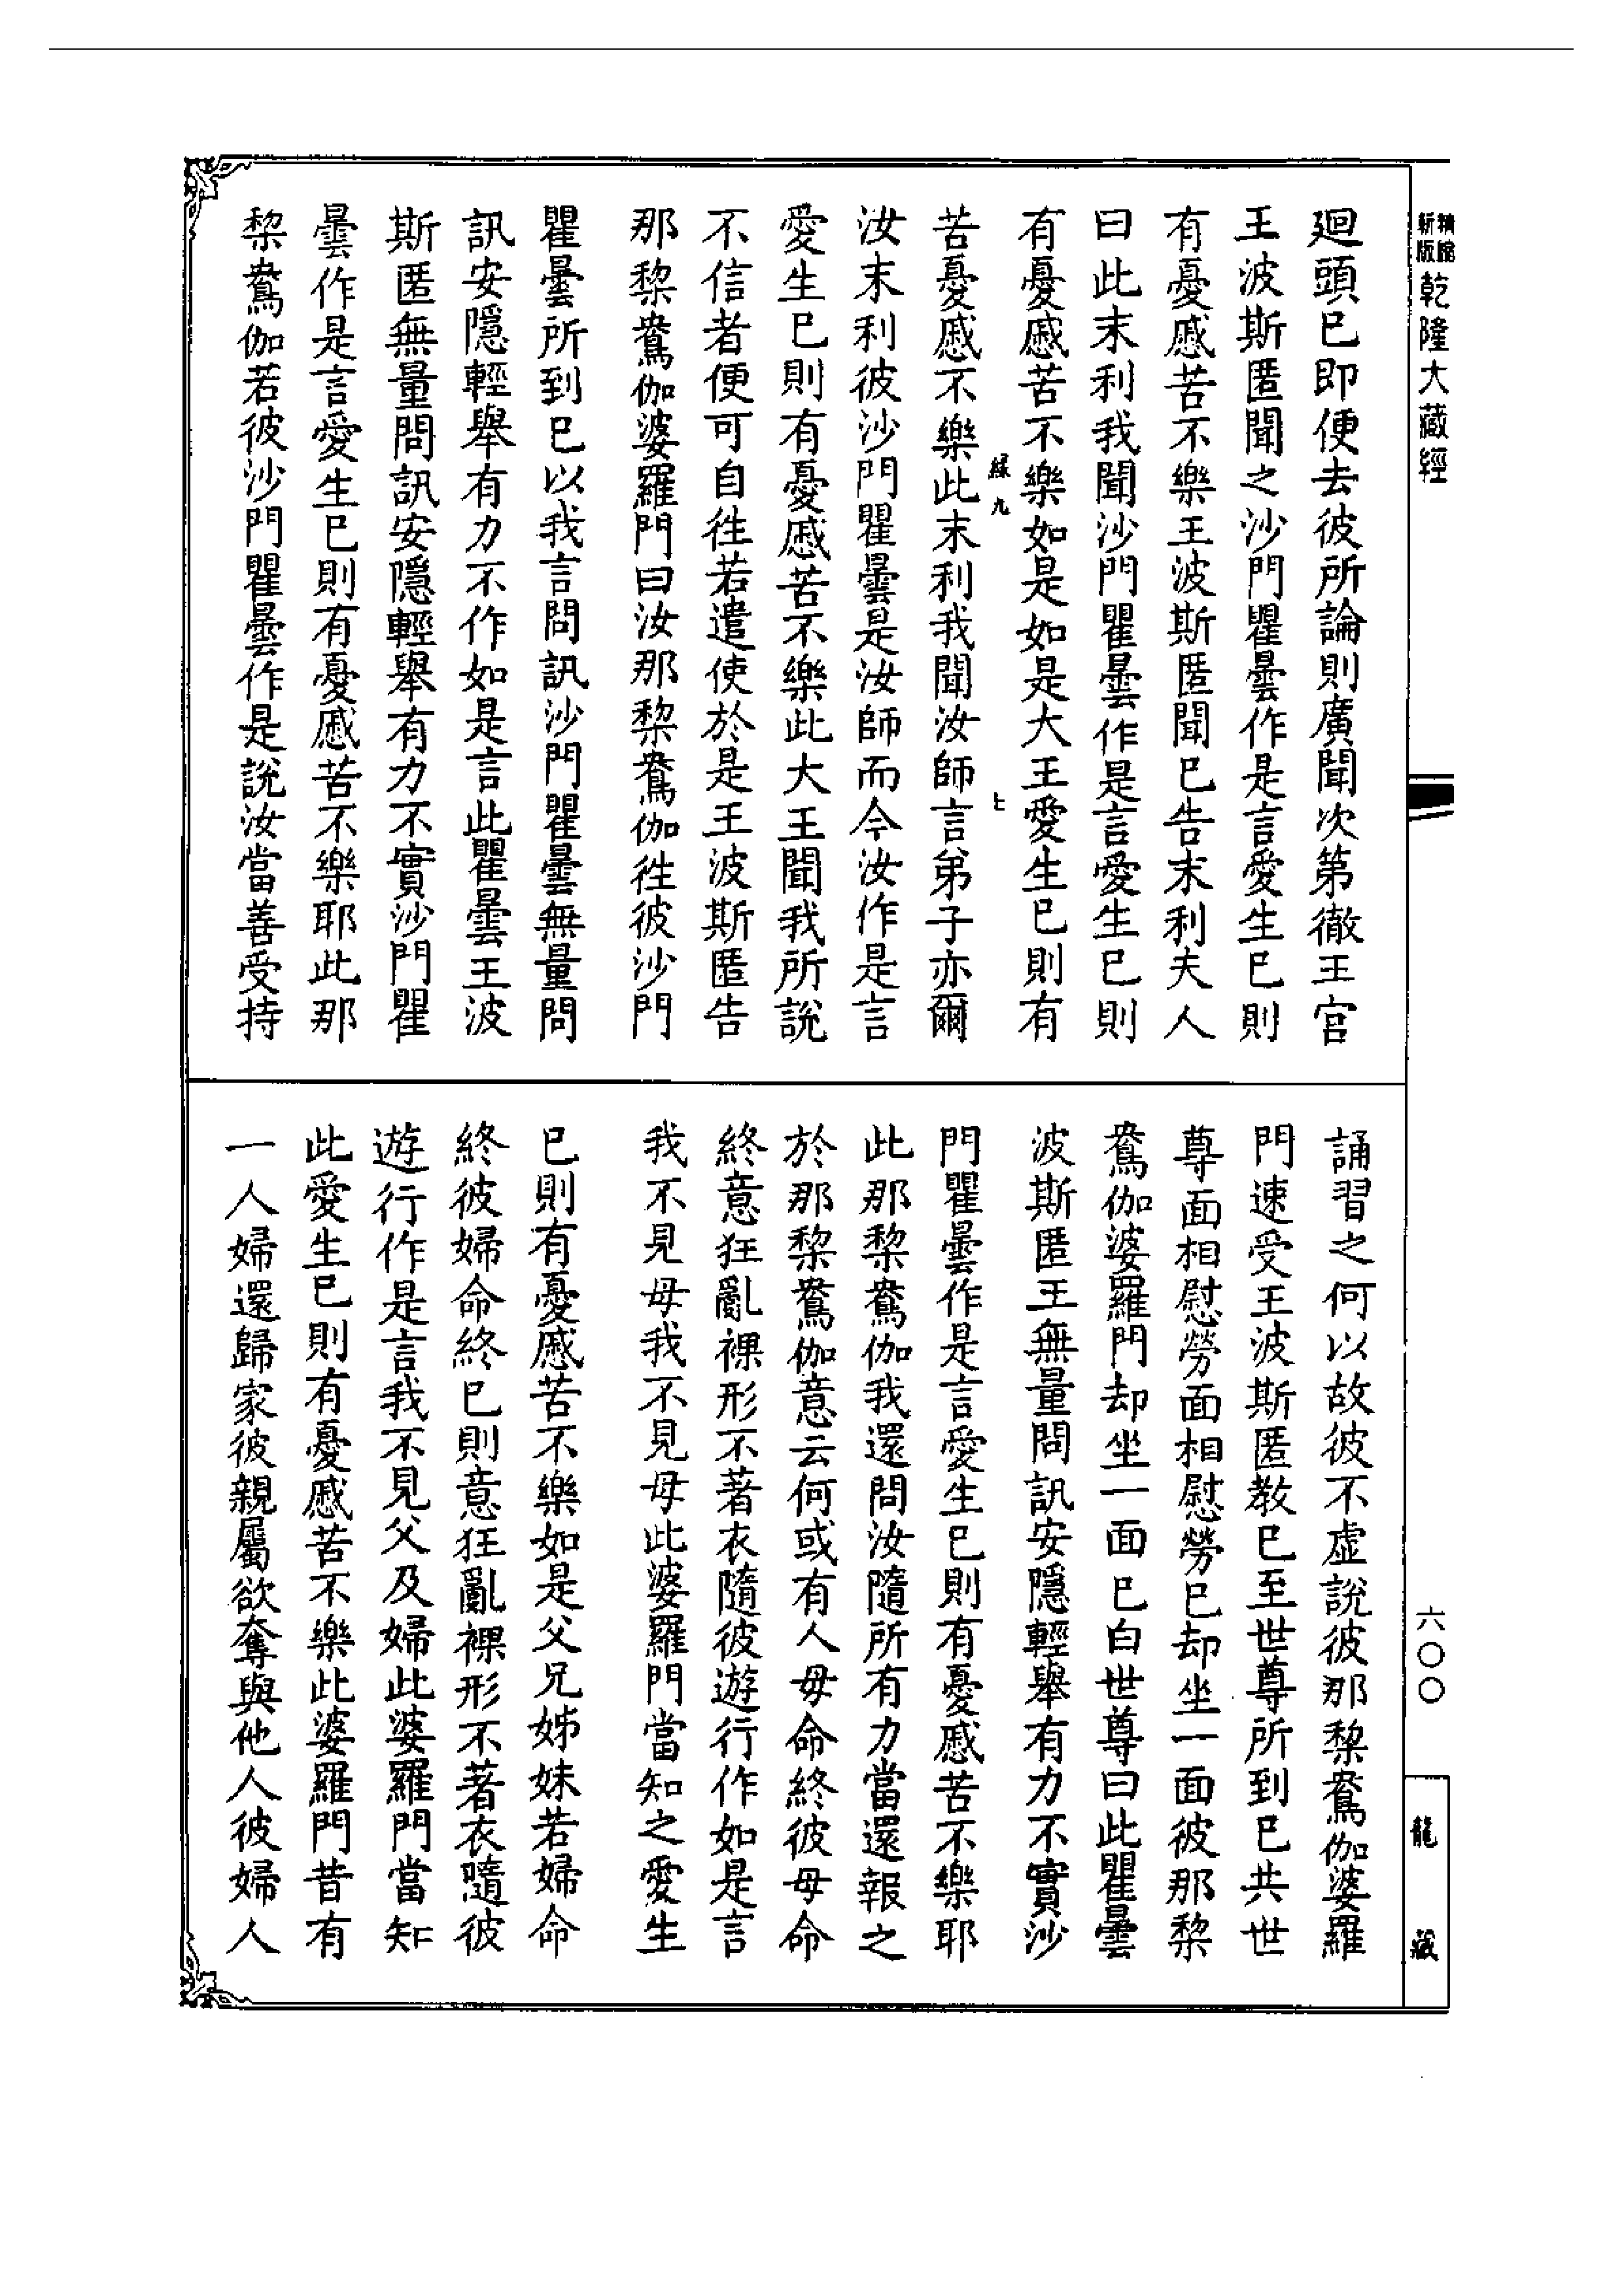 精縮
新版
乾隆大藏經
六〇〇
龍藏
廻頭已即便去彼所論則廣聞次第徹王宫
王波斯匿聞之沙門瞿曇作是言愛生已則
有憂慼苦不樂王波斯匿聞已告末利夫人
曰此末利我聞沙門瞿曇作是言愛生已則
有憂慼苦不樂如是如是大王愛生已則有
緣九
七
苦憂慼不樂此末利我聞汝師言弟子亦爾
汝末利彼沙門瞿曇是汝師而今汝作是言
愛生已則有憂慼苦不樂此大王聞我所說
不信者便可自往若遣使於是王波斯匿告
那黎鴦伽婆羅門曰汝那黎鴦伽往彼沙門
瞿曇所到已以我言問訊沙門瞿曇無量問
訊安隱輕舉有力不作如是言此瞿曇王波
斯匿無量問訊安隱輕舉有力不實沙門瞿
曇作是言愛生已則有憂慼苦不樂耶此那
黎鴦伽若彼沙門瞿曇作是說汝當善受持
誦習之何以故彼不虛說彼那黎鴦伽婆羅
門速受王波斯匿教已至世尊所到已共世
尊面相慰勞面相慰勞已却坐一面彼那黎
鴦伽婆羅門却坐一面已白世尊曰此瞿曇
波斯匿王無量問訊安隱輕舉有力不實沙
門瞿曇作是言愛生已則有憂慼苦不樂耶
此那黎鴦伽我還問汝隨所有力當還報之
於那黎鴦伽意云何或有人母命終彼母命
終意狂亂裸形不著衣隨彼遊行作如是言
我不見母我不見母此婆羅門當知之愛生
已則有憂慼苦不樂如是父兄姊妹若婦命
終彼婦命終已則意狂亂裸形不著衣隨彼
遊行作是言我不見父及婦此婆羅門當知
此愛生已則有憂慼苦不樂此婆羅門昔有
一人婦還歸家彼親屬欲奪與他人彼婦人